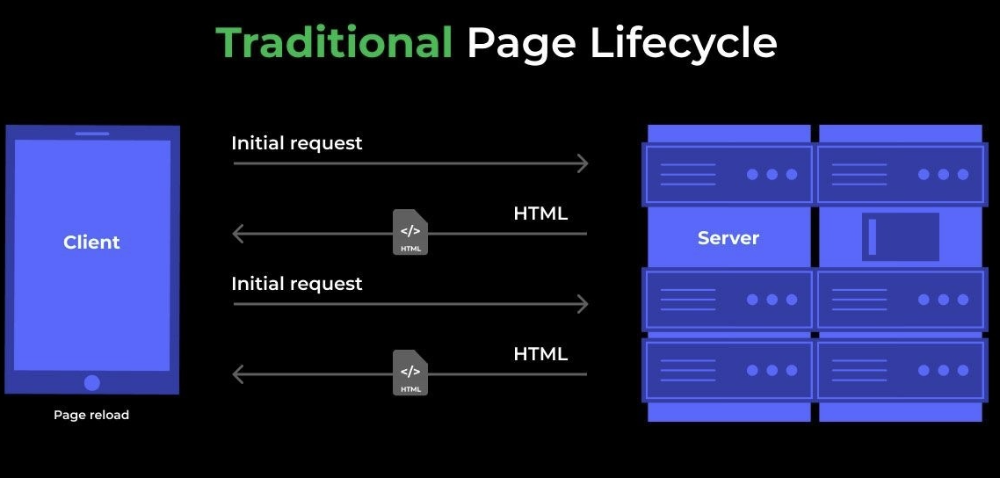 Traditional Page Lifecycle
Initial request
HTML
</>
HTML
Client
Server
Initial request
HTML
</>
HTML
Page reload